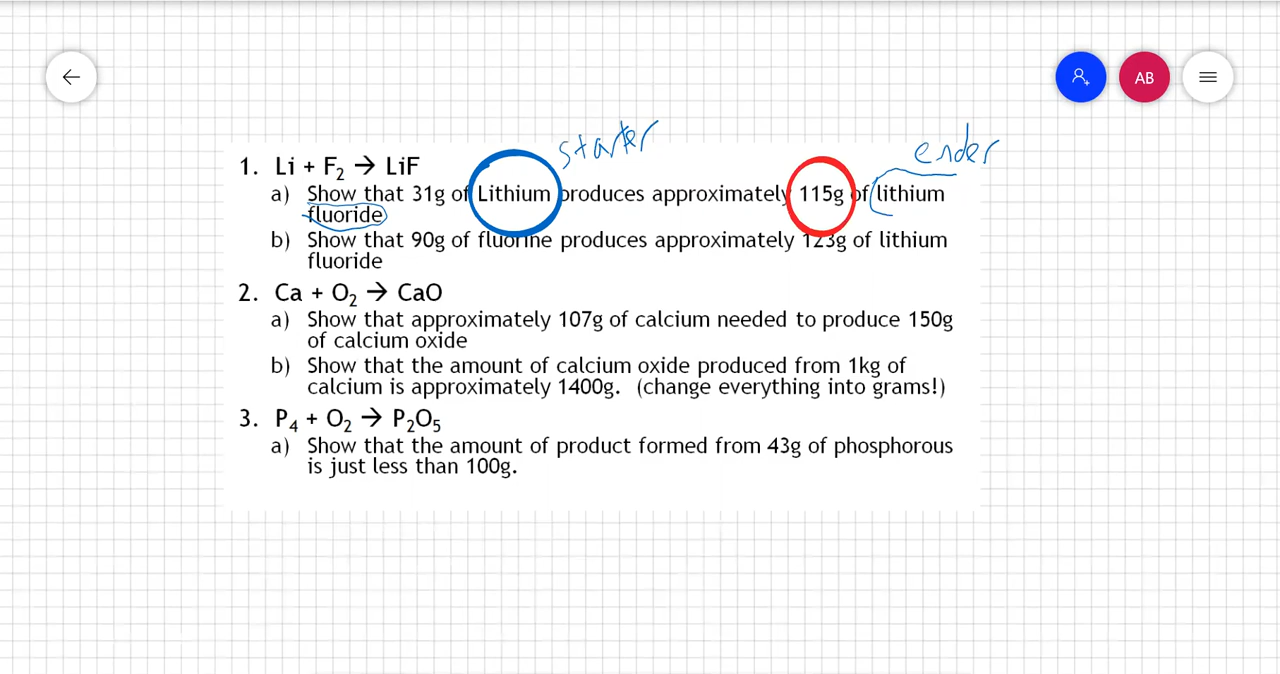 AB
starter
ender
1. Li + F₂ → LiF
a) Show that 31g of Lithium produces approximately 115g of lithium
fluoride
b) Show that 90g of fluorine produces approximately 123g of lithium
fluoride
2. Ca + O₂ → CaO
a) Show that approximately 107g of calcium needed to produce 150g
of calcium oxide
b) Show that the amount of calcium oxide produced from 1kg of
calcium is approximately 1400g. (change everything into grams!)
3. P₄ + O₂ → P₂O₅
a) Show that the amount of product formed from 43g of phosphorous
is just less than 100g.